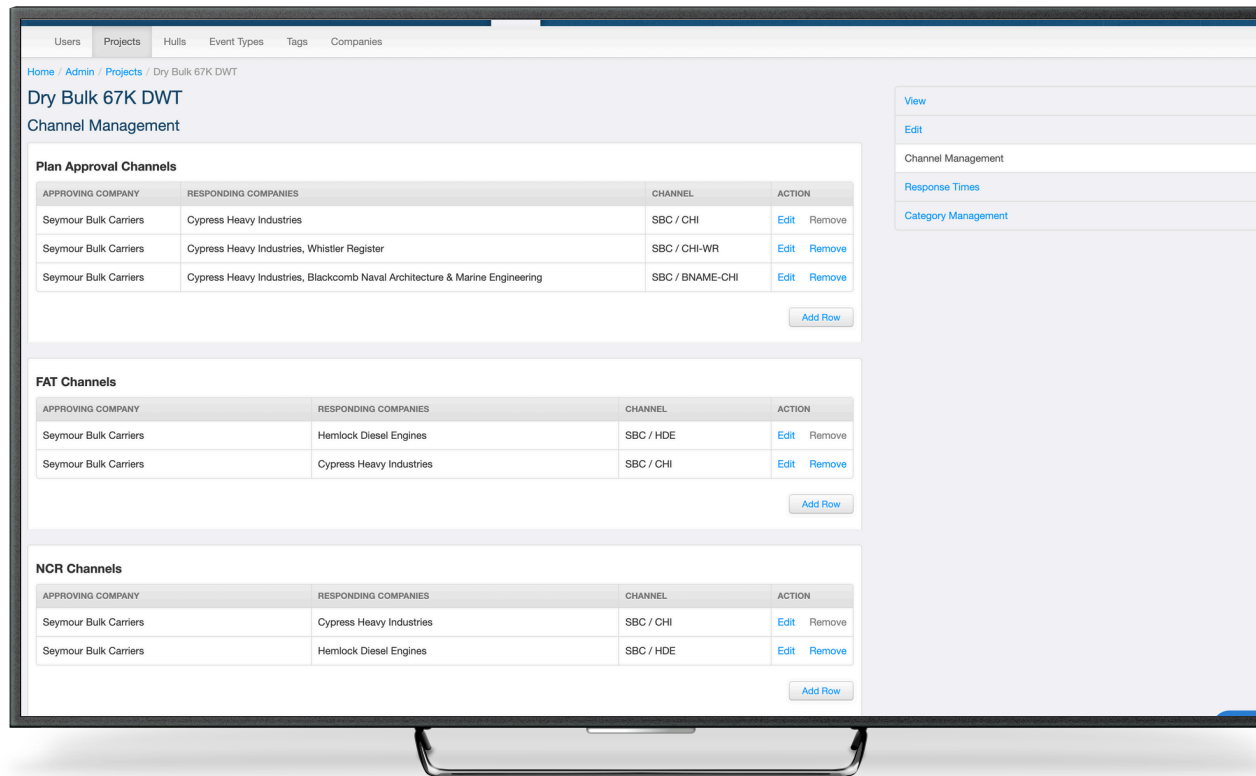 Users Projects Hulls Event Types Tags Companies
Home / Admin / Projects / Dry Bulk 67K DWT
Dry Bulk 67K DWT
Channel Management
Plan Approval Channels
APPROVING COMPANY RESPONDING COMPANIES CHANNEL ACTION
Seymour Bulk Carriers Cypress Heavy Industries SBC / CHI Edit Remove
Seymour Bulk Carriers Cypress Heavy Industries, Whistler Register SBC / CHI-WR Edit Remove
Seymour Bulk Carriers Cypress Heavy Industries, Blackcomb Naval Architecture & Marine Engineering SBC / BNAME-CHI Edit Remove
Add Row
FAT Channels
APPROVING COMPANY RESPONDING COMPANIES CHANNEL ACTION
Seymour Bulk Carriers Hemlock Diesel Engines SBC / HDE Edit Remove
Seymour Bulk Carriers Cypress Heavy Industries SBC / CHI Edit Remove
Add Row
NCR Channels
APPROVING COMPANY RESPONDING COMPANIES CHANNEL ACTION
Seymour Bulk Carriers Cypress Heavy Industries SBC / CHI Edit Remove
Seymour Bulk Carriers Hemlock Diesel Engines SBC / HDE Edit Remove
Add Row
View
Edit
Channel Management
Response Times
Category Management